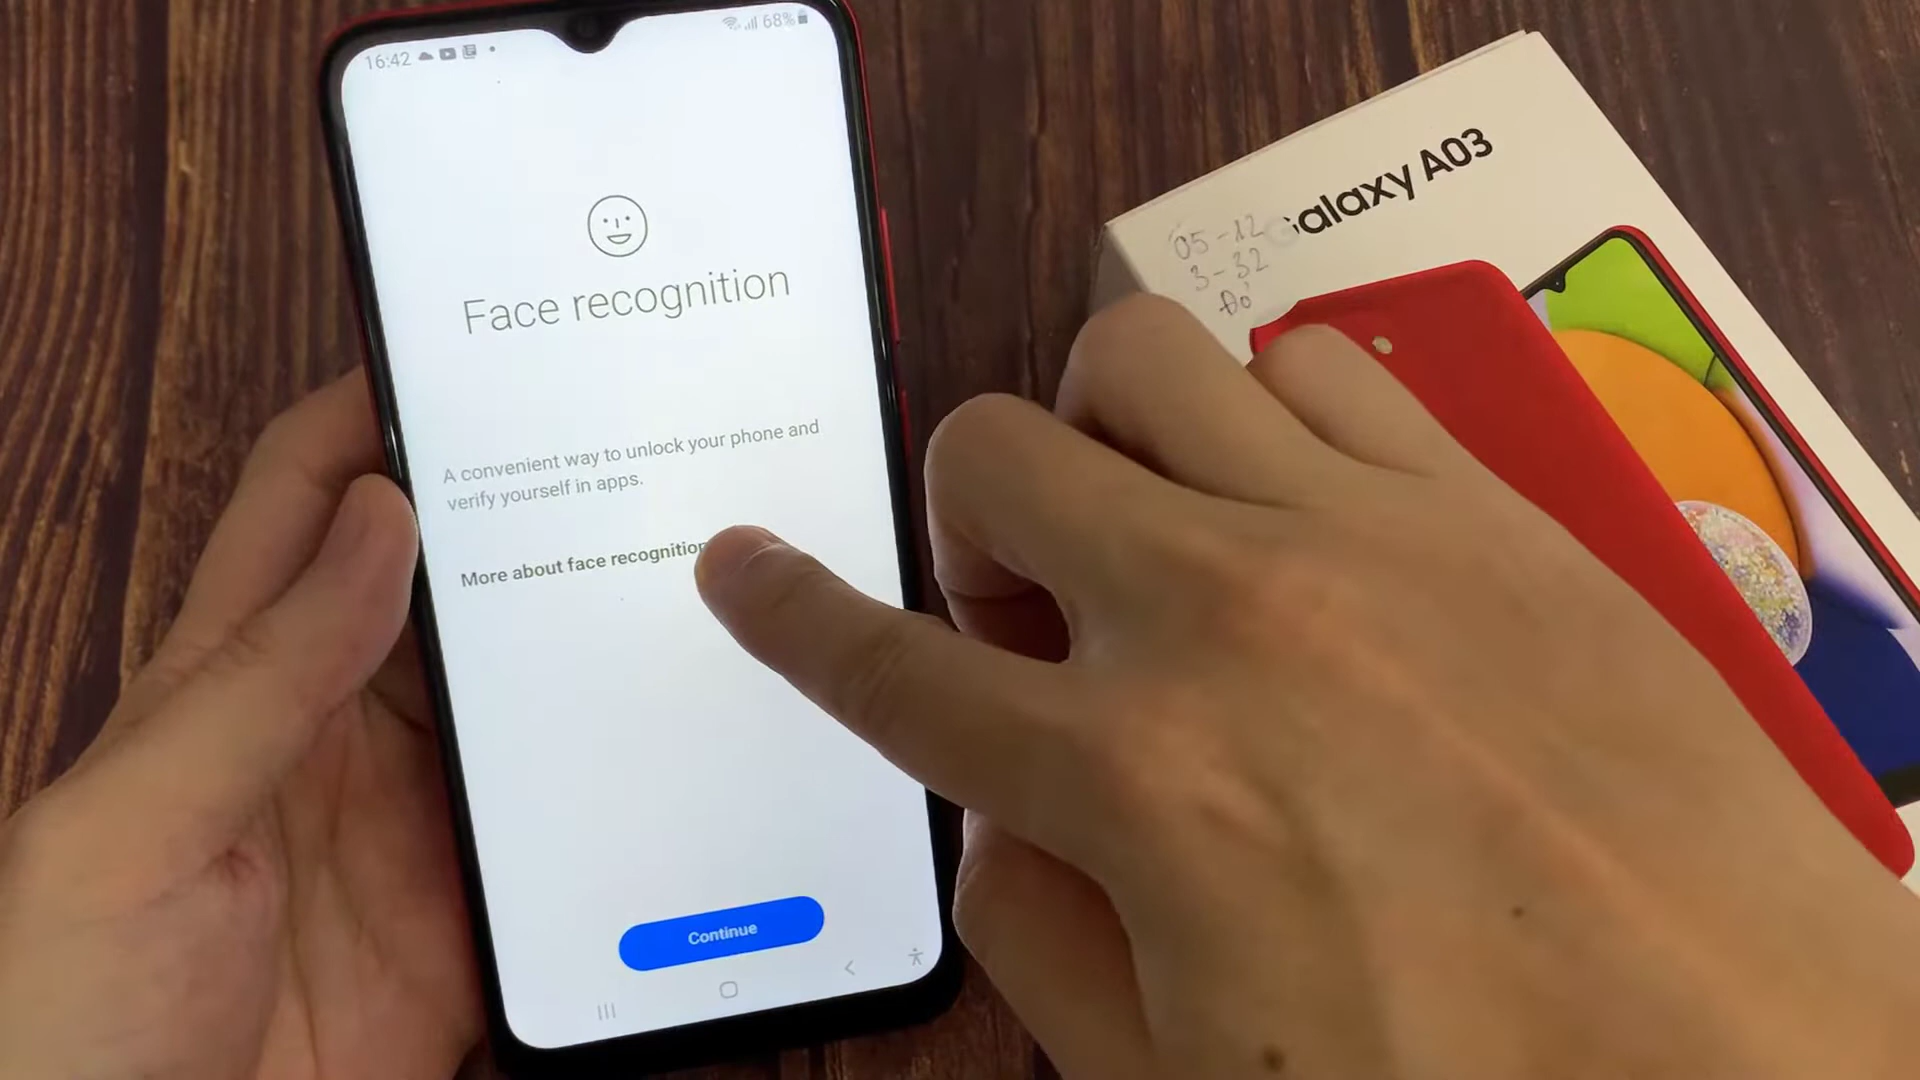 16:42
68%
Face recognition
A convenient way to unlock your phone and
verify yourself in apps.
More about face recognition
Continue
Galaxy A03
05-12
3-32
Đỏ